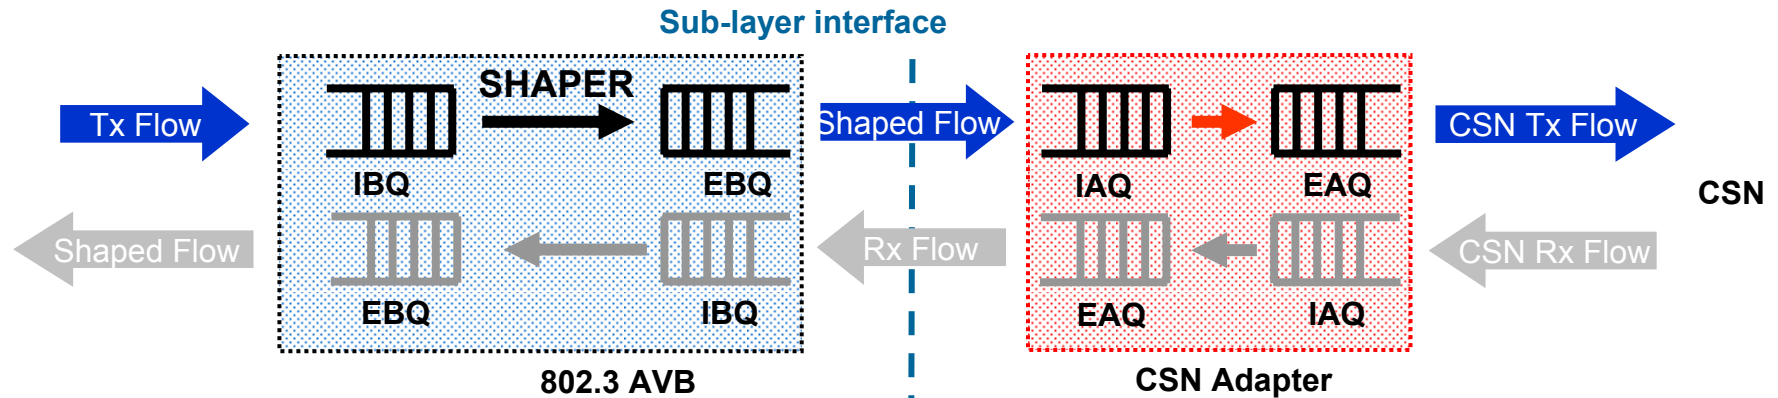 Sub-layer interface
SHAPER
Tx Flow
Shaped Flow
CSN Tx Flow
IBQ
EBQ
IAQ
EAQ
CSN
Shaped Flow
Rx Flow
CSN Rx Flow
EBQ
IBQ
EAQ
IAQ
802.3 AVB
CSN Adapter